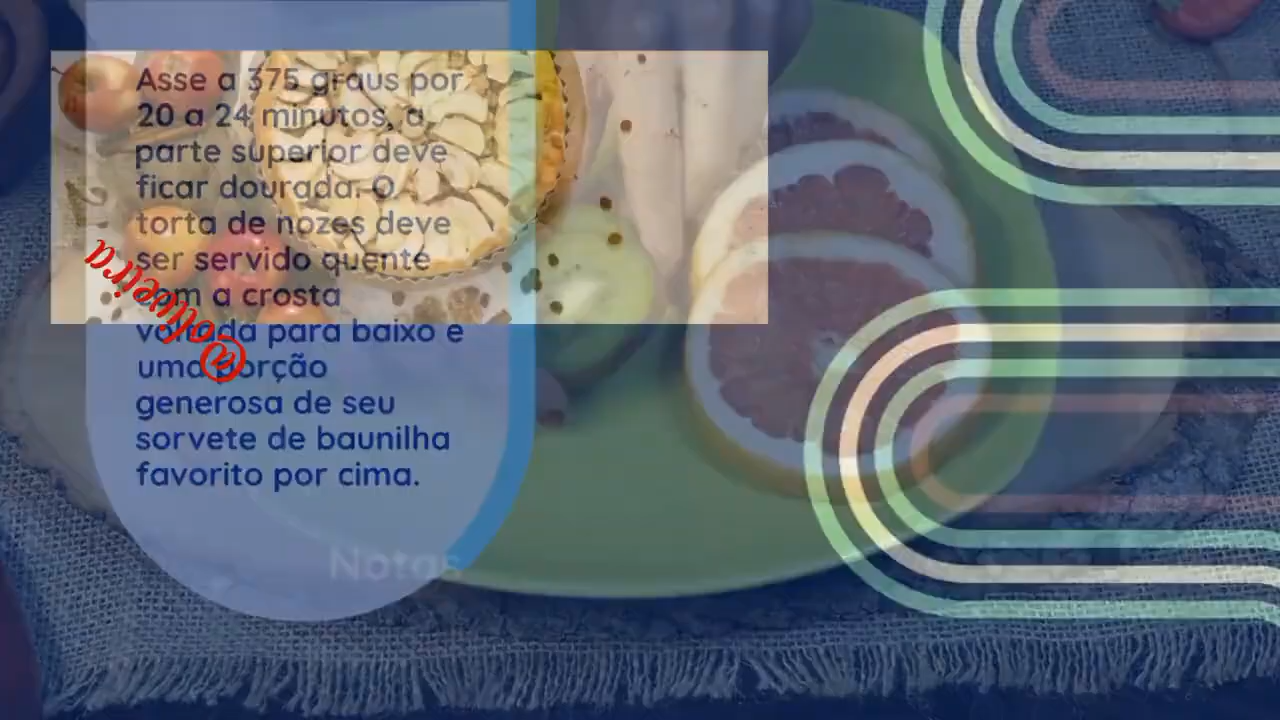 Asse a 375 graus por
20 a 24 minutos, a
parte superior deve
ficar dourada. O
torta de nozes deve
ser servido quente
com a crosta
voltada para baixo e
uma porção
generosa de seu
sorvete de baunilha
favorito por cima.
@oliveira
Notas